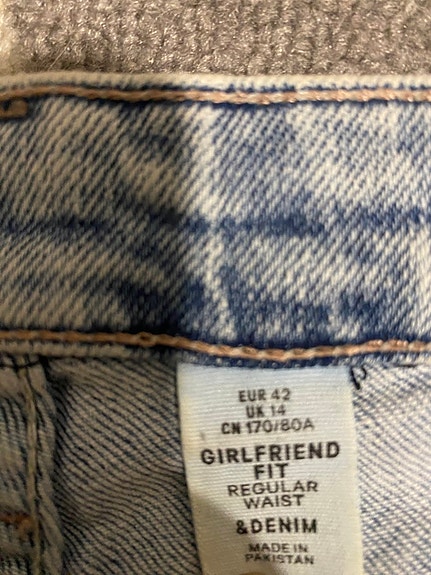 EUR 42
UK 14
CN 170/80A
GIRLFRIEND
FIT
REGULAR
WAIST
&DENIM
MADE IN
PAKISTAN